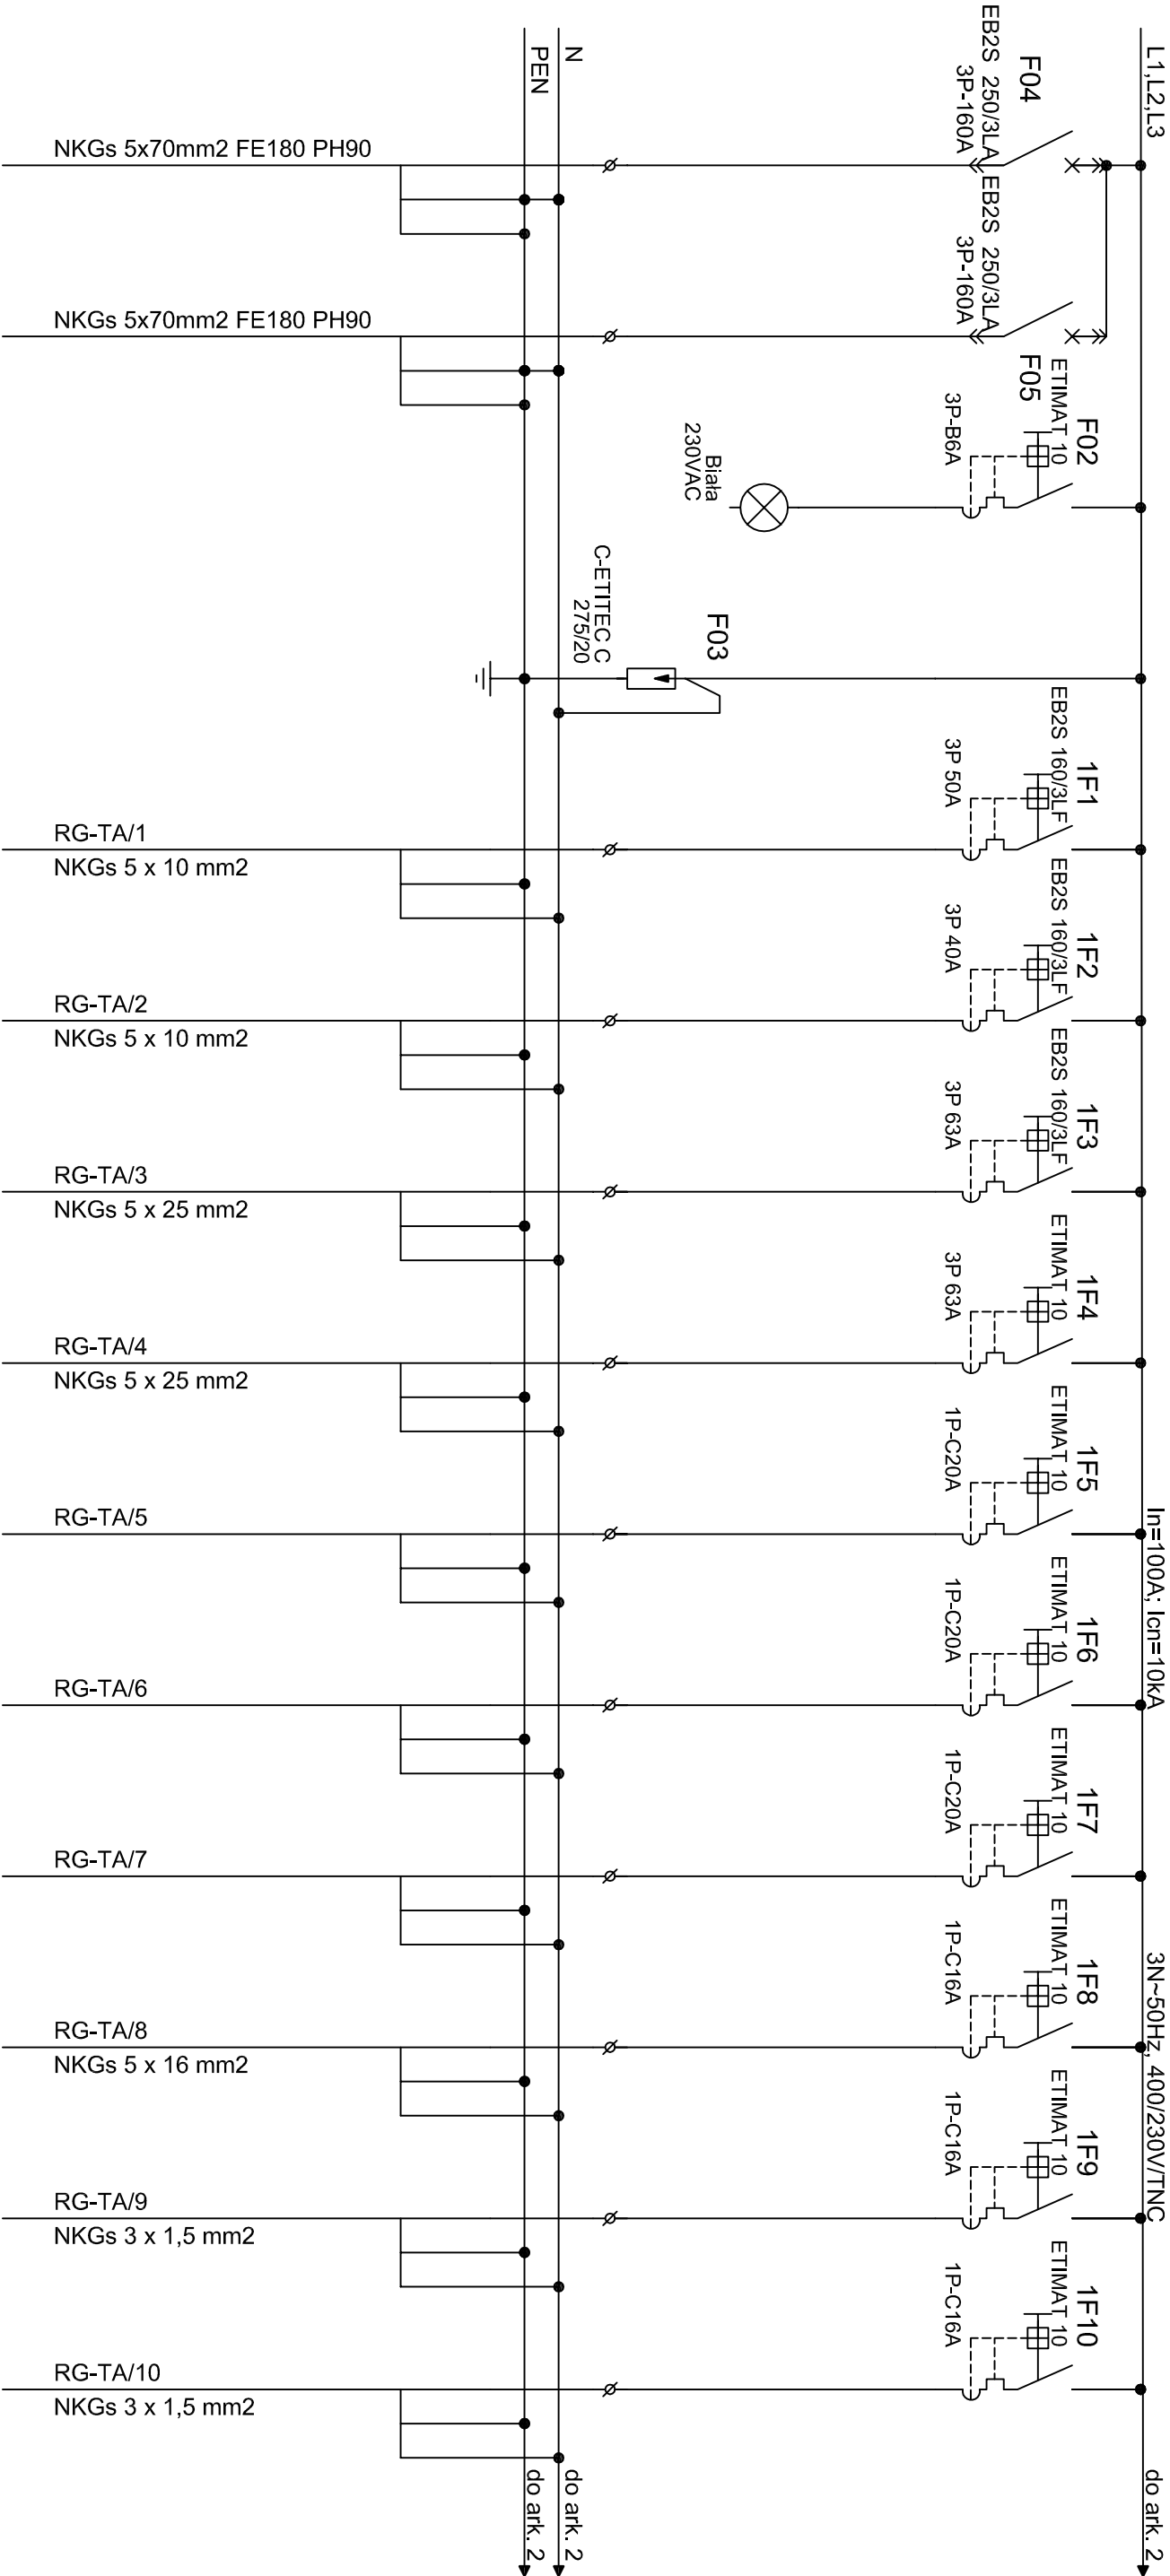 L1,L2,L3
In=100A; Icn=10kA
3N~50Hz, 400/230V/TNC
do ark. 2
N
do ark. 2
PEN
do ark. 2
F04
EB2S 250/3LA
3P-160A
NKGs 5x70mm2 FE180 PH90
F05
EB2S 250/3LA
3P-160A
NKGs 5x70mm2 FE180 PH90
F02
ETIMAT 10
3P-B6A
Biała
230VAC
F03
C-ETITEC C
275/20
1F1
EB2S 160/3LF
3P 50A
RG-TA/1
NKGs 5 x 10 mm2
1F2
EB2S 160/3LF
3P 40A
RG-TA/2
NKGs 5 x 10 mm2
1F3
EB2S 160/3LF
3P 63A
RG-TA/3
NKGs 5 x 25 mm2
1F4
ETIMAT 10
3P 63A
RG-TA/4
NKGs 5 x 25 mm2
1F5
ETIMAT 10
1P-C20A
RG-TA/5
1F6
ETIMAT 10
1P-C20A
RG-TA/6
1F7
ETIMAT 10
1P-C20A
RG-TA/7
1F8
ETIMAT 10
1P-C16A
RG-TA/8
NKGs 5 x 16 mm2
1F9
ETIMAT 10
1P-C16A
RG-TA/9
NKGs 3 x 1,5 mm2
1F10
ETIMAT 10
1P-C16A
RG-TA/10
NKGs 3 x 1,5 mm2